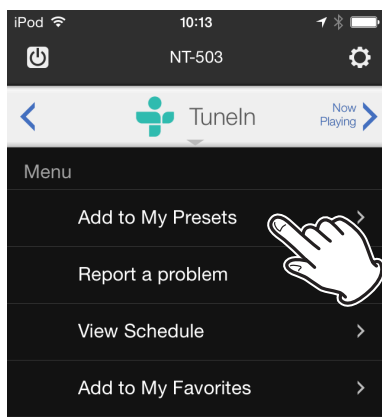 iPod 10:13
NT-503
TuneIn
Now
Playing
Menu
Add to My Presets
Report a problem
View Schedule
Add to My Favorites